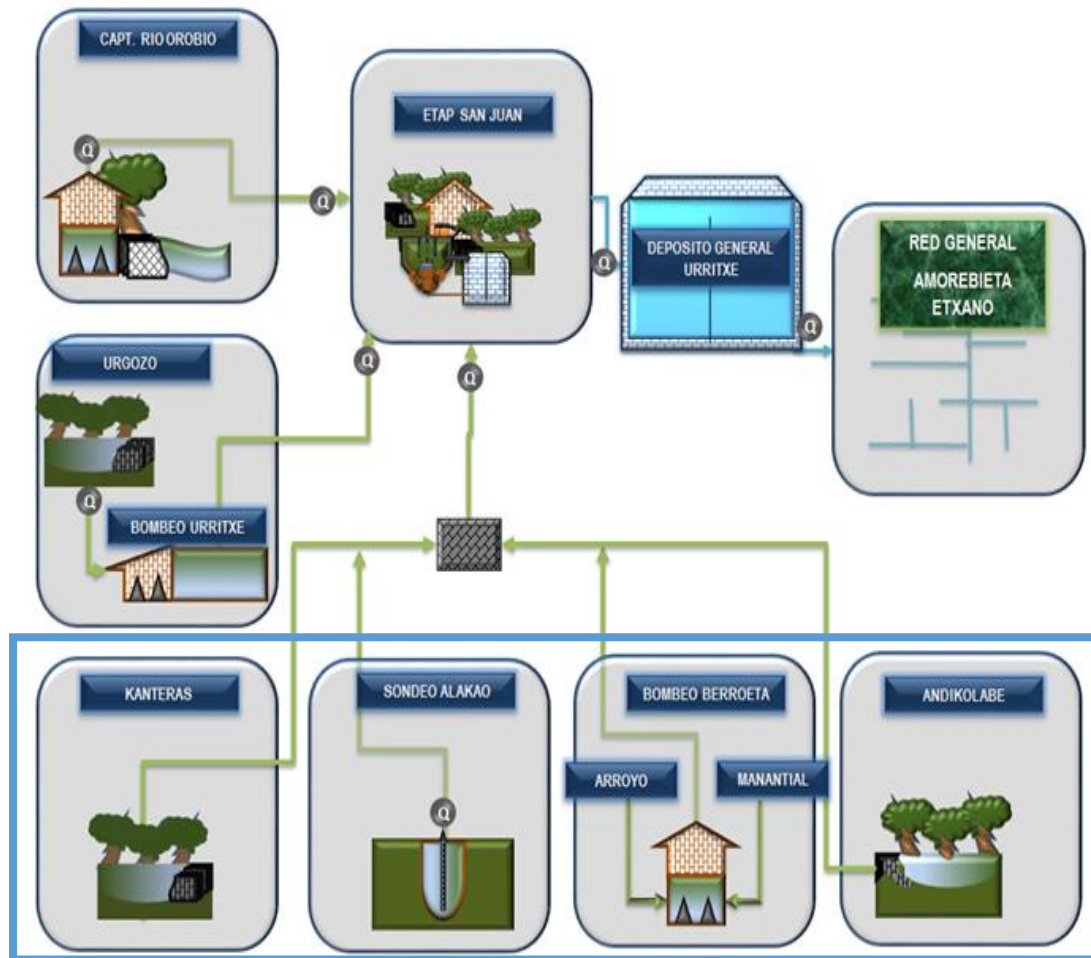 CAPT. RIO OROBIO
Q
Q
ETAP SAN JUAN
Q
DEPOSITO GENERAL
URRITXE
Q
RED GENERAL
AMOREBIETA
ETXANO
URGOZO
Q
Q
Q
BOMBEO URRITXE
KANTERAS
SONDEO ALAKAO
Q
BOMBEO BERROETA
ARROYO
MANANTIAL
ANDIKOLABE